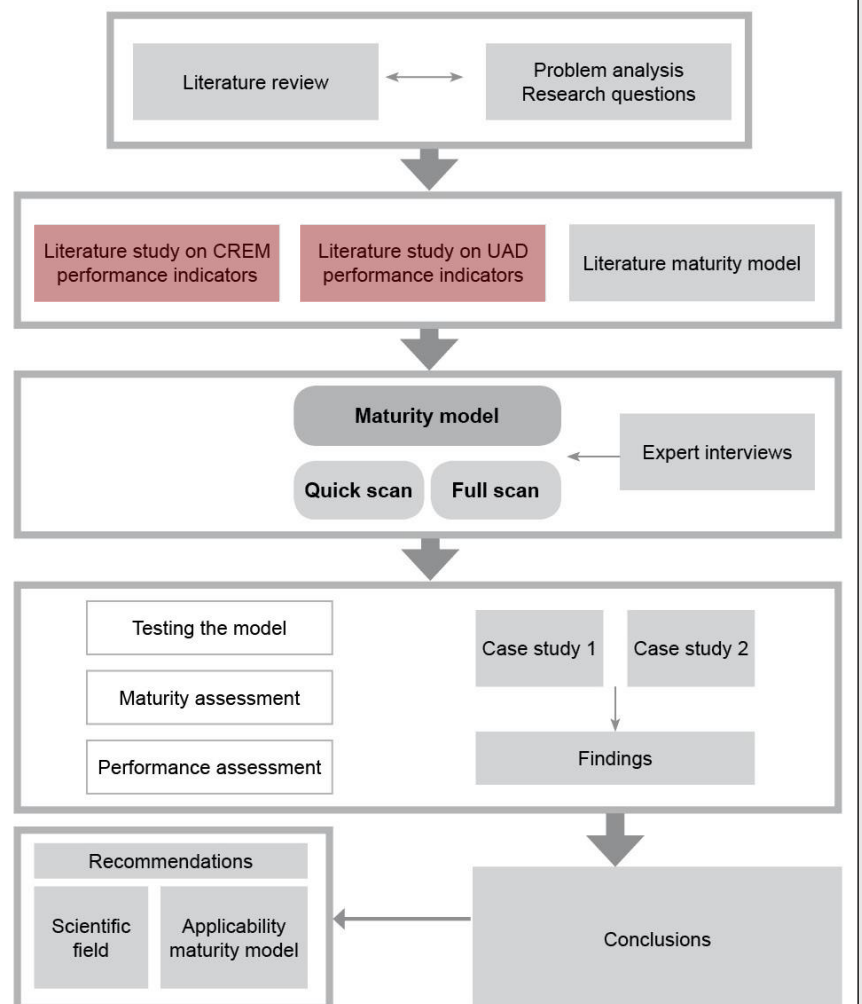 Literature review
Problem analysis
Research questions
Literature study on CREM
performance indicators
Literature study on UAD
performance indicators
Literature maturity model
Maturity model
Expert interviews
Quick scan
Full scan
Testing the model
Maturity assessment
Performance assessment
Case study 1
Case study 2
Findings
Recommendations
Scientific
field
Applicability
maturity model
Conclusions